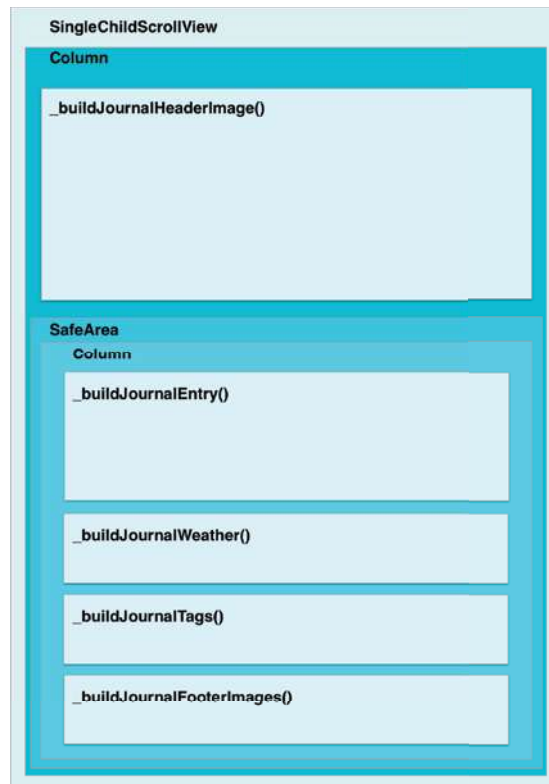 SingleChildScrollView
Column
_buildJournalHeaderImage()
SafeArea
Column
_buildJournalEntry()
_buildJournalWeather()
_buildJournalTags()
_buildJournalFooterImages()